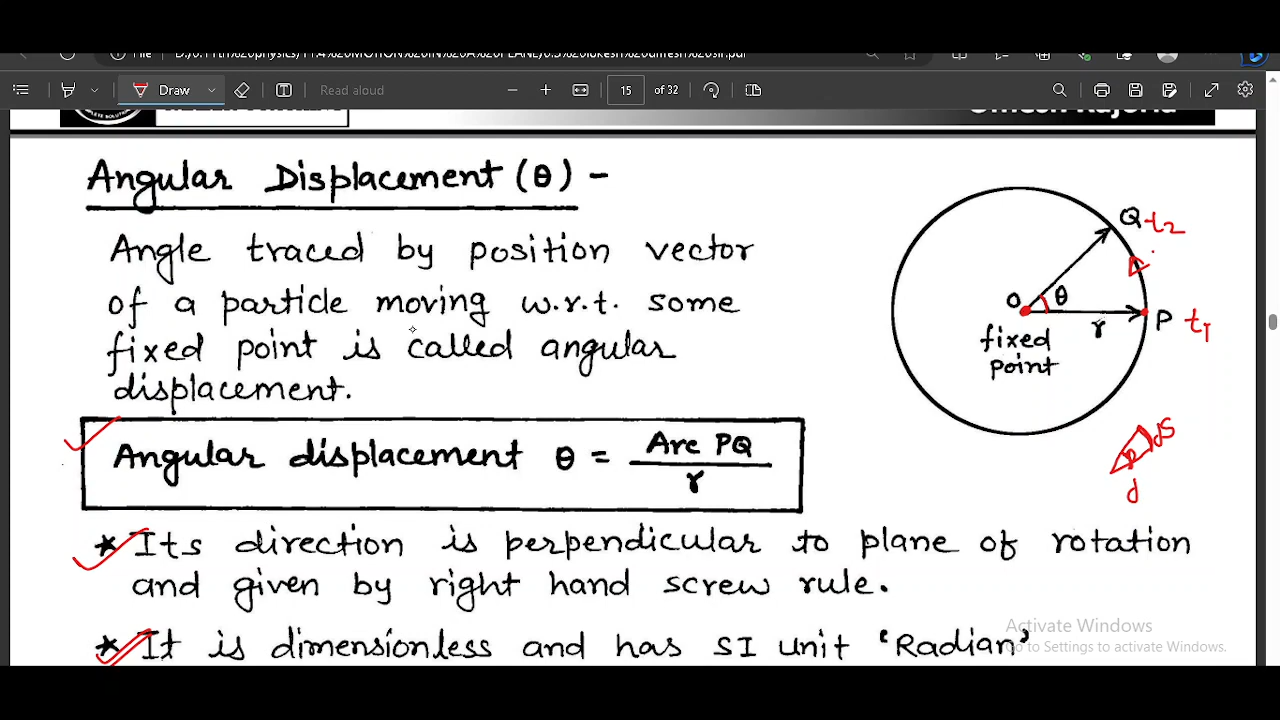 Draw
Read aloud
15 of 32
Angular Displacement (θ) -
Angle traced by position vector
of a particle moving w.r.t. some
fixed point is called angular
displacement.
Angular displacement θ = Arc PQ
r
* Its direction is perpendicular to plane of rotation
and given by right hand screw rule.
* It is dimensionless and has SI unit 'Radian'
Q t2
O θ
r P t1
fixed
point
ds
d
Activate Windows
Go to Settings to activate Windows.